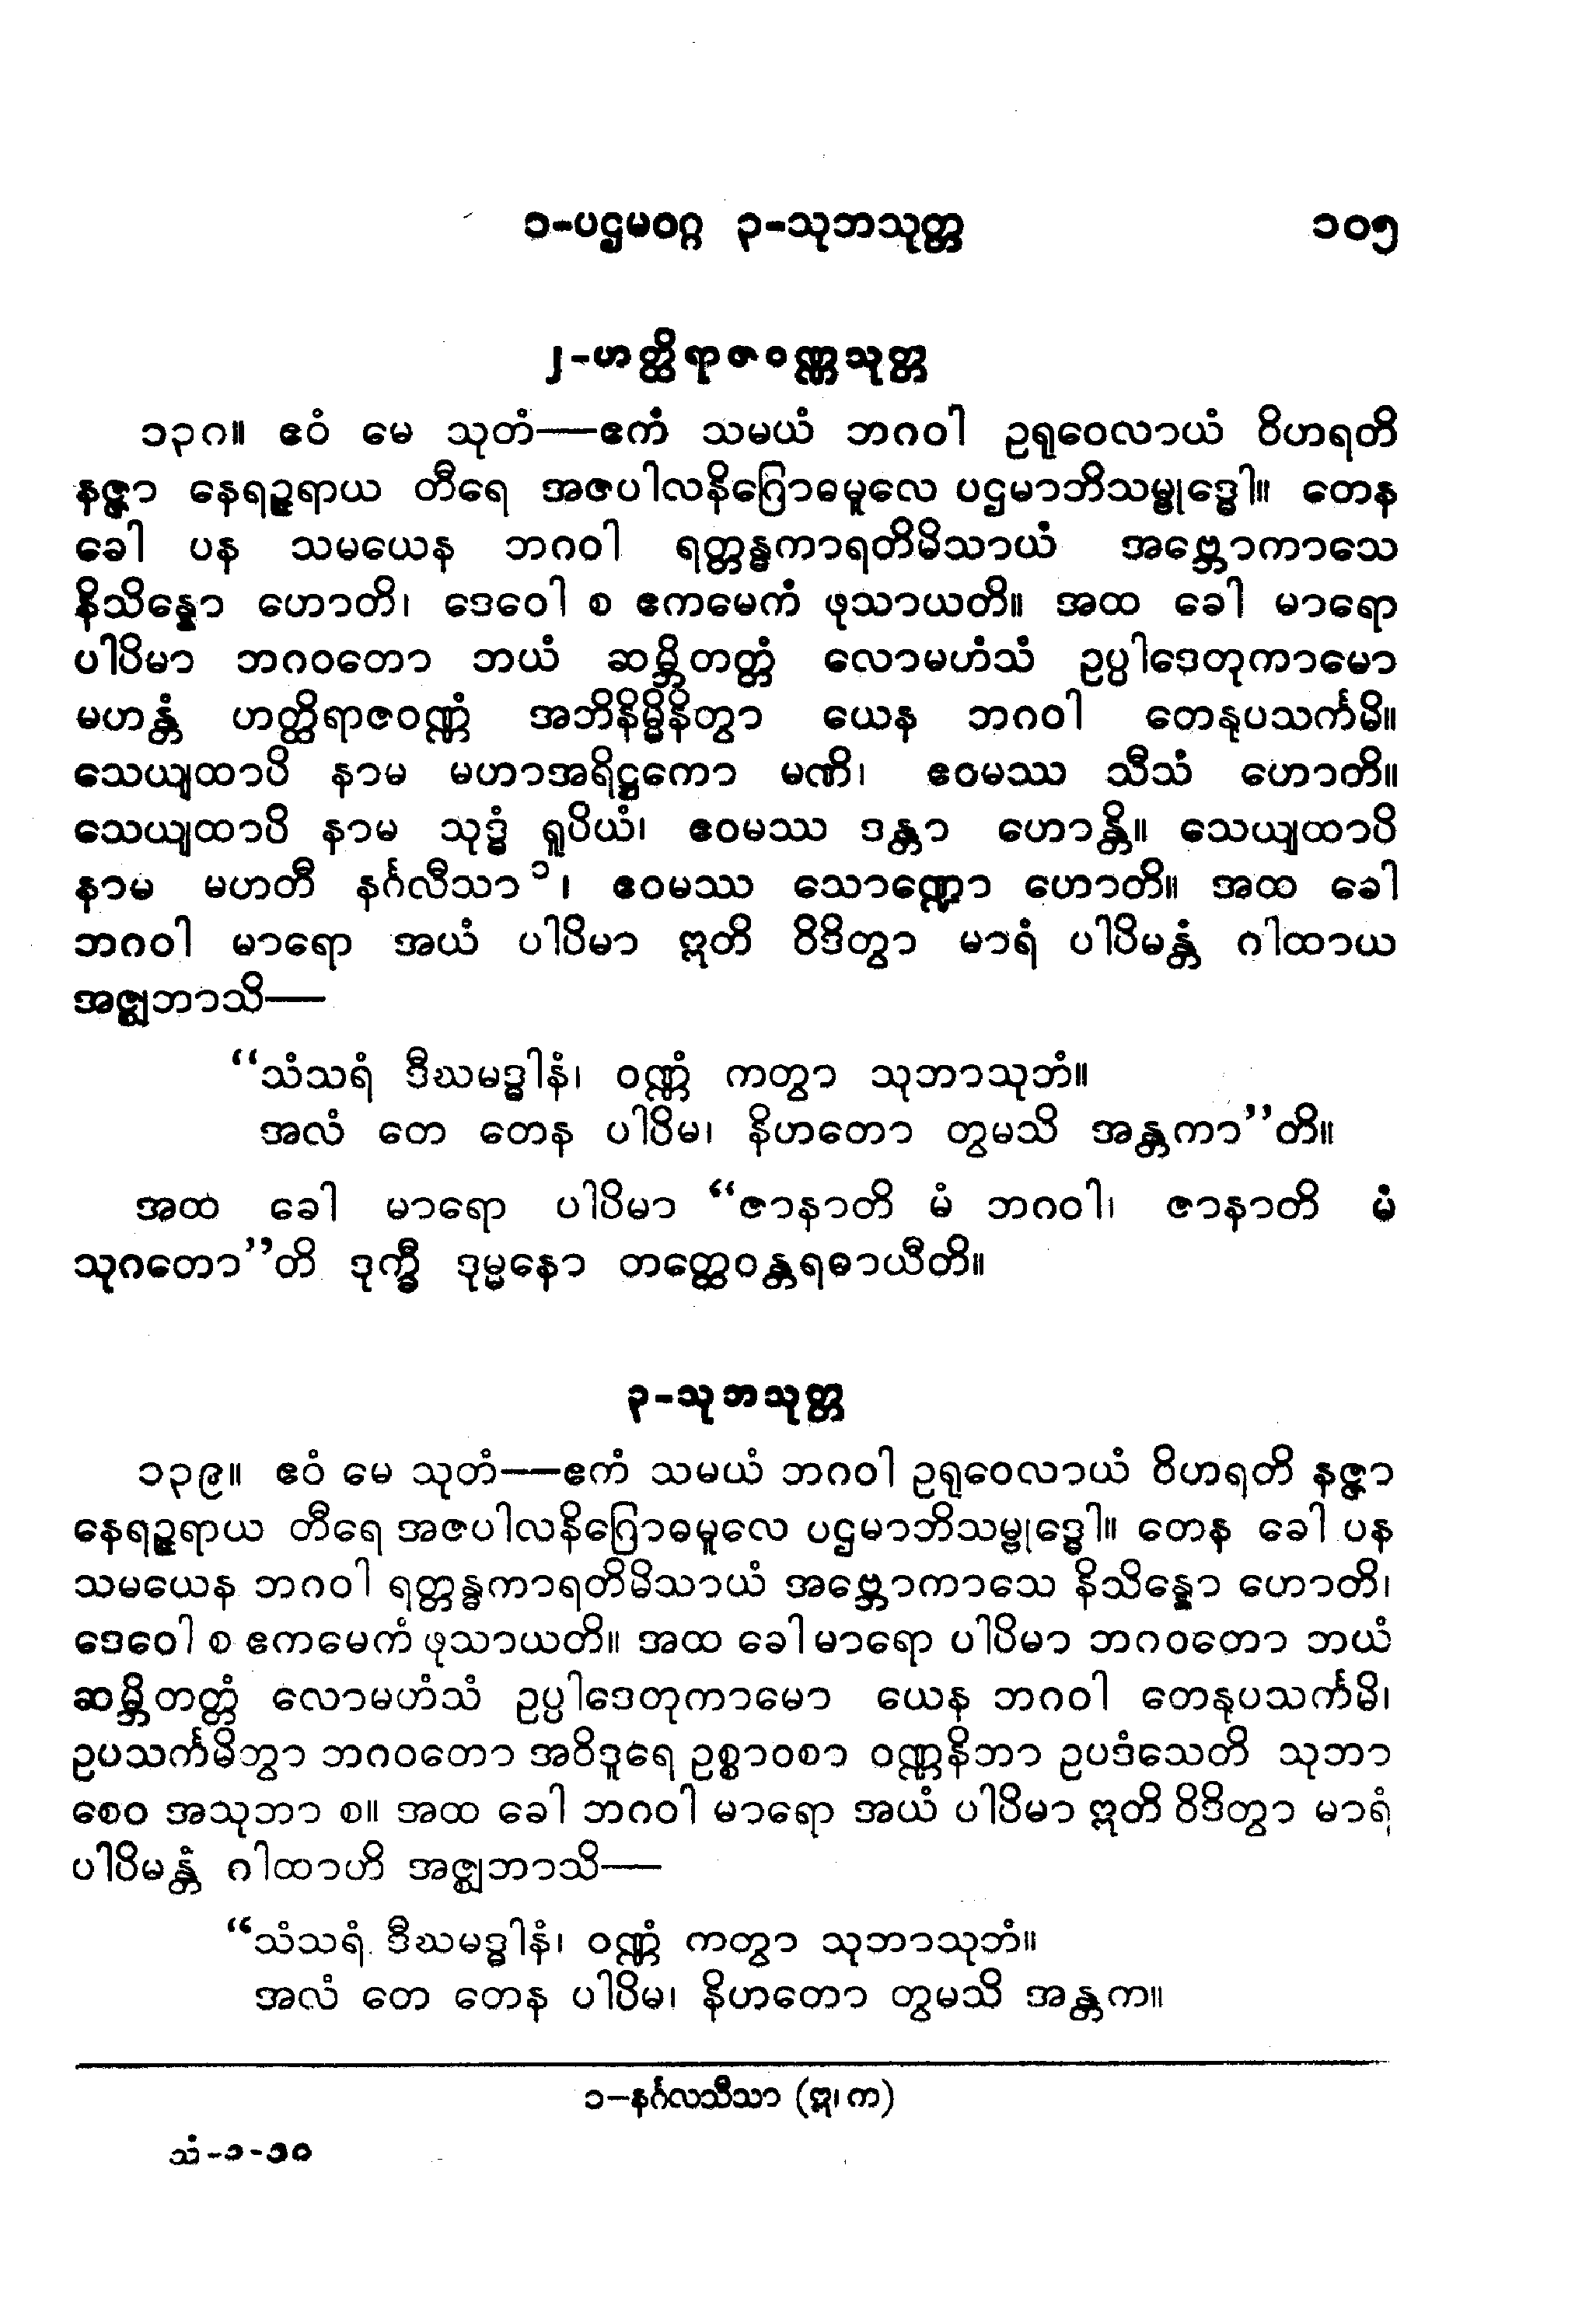 ၁-ပဌမဝဂ္ဂ ၃-သုဘသုတ္တ ၁၀၅
၂-ဟတ္ထိရာဇဝဏ္ဏသုတ္တ
၁၃၈။ ဧဝံ မေ သုတံ—ဧကံ သမယံ ဘဂဝါ ဥရုဝေလာယံ ဝိဟရတိ
နဇ္ဇာ နေရဉ္ဇရာယ တီရေ အဇပါလနိဂြောဓမူလေ ပဌမာဘိသမ္ဗုဒ္ဓေါ။ တေန
ခေါ ပန သမယေန ဘဂဝါ ရတ္တန္ဓကာရတိမိသာယံ အဗ္ဘောကာသေ
နိသိန္နော ဟောတိ၊ ဒေဝေါ စ ဧကမေကံ ဖုသာယတိ။ အထ ခေါ မာရော
ပါပိမာ ဘဂဝတော ဘယံ ဆမ္ဘိတတ္တံ လောမဟံသံ ဥပ္ပါဒေတုကာမော
မဟန္တံ ဟတ္ထိရာဇဝဏ္ဏံ အဘိနိမ္မိနိတွာ ယေန ဘဂဝါ တေနုပသင်္ကမိ။
သေယျထာပိ နာမ မဟာအရိဋ္ဌကော မဏိ၊ ဧဝမဿ သီသံ ဟောတိ။
သေယျထာပိ နာမ သုဒ္ဓံ ရူပိယံ၊ ဧဝမဿ ဒန္တာ ဟောန္တိ။ သေယျထာပိ
နာမ မဟတီ နင်္ဂလီသာ၁၊ ဧဝမဿ သောဏ္ဍော ဟောတိ။ အထ ခေါ
ဘဂဝါ မာရော အယံ ပါပိမာ ဣတိ ဝိဒိတွာ မာရံ ပါပိမန္တံ ဂါထာယ
အဇ္ဈဘာသိ—
“သံသရံ ဒီဃမဒ္ဓါနံ၊ ဝဏ္ဏံ ကတွာ သုဘာသုဘံ။
အလံ တေ တေန ပါပိမ၊ နိဟတော တွမသိ အန္တကာ”တိ။
အထ ခေါ မာရော ပါပိမာ “ဇာနာတိ မံ ဘဂဝါ၊ ဇာနာတိ မံ
သုဂတော”တိ ဒုက္ခီ ဒုမ္မနော တတ္ထေဝန္တရဓာယီတိ။
၃-သုဘသုတ္တ
၁၃၉။ ဧဝံ မေ သုတံ—ဧကံ သမယံ ဘဂဝါ ဥရုဝေလာယံ ဝိဟရတိ နဇ္ဇာ
နေရဉ္ဇရာယ တီရေ အဇပါလနိဂြောဓမူလေ ပဌမာဘိသမ္ဗုဒ္ဓေါ။ တေန ခေါ ပန
သမယေန ဘဂဝါ ရတ္တန္ဓကာရတိမိသာယံ အဗ္ဘောကာသေ နိသိန္နော ဟောတိ၊
ဒေဝေါ စ ဧကမေကံ ဖုသာယတိ။ အထ ခေါ မာရော ပါပိမာ ဘဂဝတော ဘယံ
ဆမ္ဘိတတ္တံ လောမဟံသံ ဥပ္ပါဒေတုကာမော ယေန ဘဂဝါ တေနုပသင်္ကမိ၊
ဥပသင်္ကမိတွာ ဘဂဝတော အဝိဒူရေ ဥစ္စာဝစာ ဝဏ္ဏနိဘာ ဥပဒံသေတိ သုဘာ
စေဝ အသုဘာ စ။ အထ ခေါ ဘဂဝါ မာရော အယံ ပါပိမာ ဣတိ ဝိဒိတွာ မာရံ
ပါပိမန္တံ ဂါထာဟိ အဇ္ဈဘာသိ—
“သံသရံ ဒီဃမဒ္ဓါနံ၊ ဝဏ္ဏံ ကတွာ သုဘာသုဘံ။
အလံ တေ တေန ပါပိမ၊ နိဟတော တွမသိ အန္တက။
၁—နင်္ဂလသီသာ (ဣ၊ က)
သံ-၁-၁၀